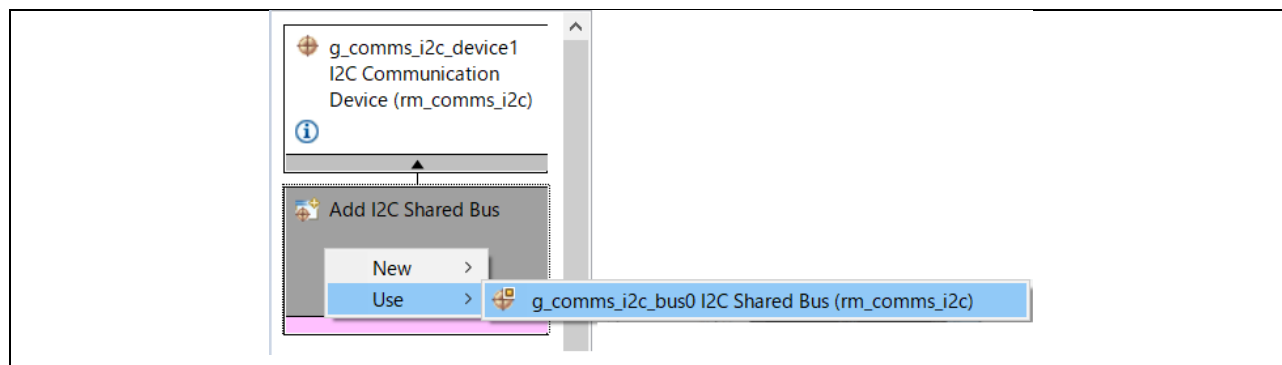 g_comms_i2c_device1
I2C Communication
Device (rm_comms_i2c)
Add I2C Shared Bus
New
Use
g_comms_i2c_bus0 I2C Shared Bus (rm_comms_i2c)